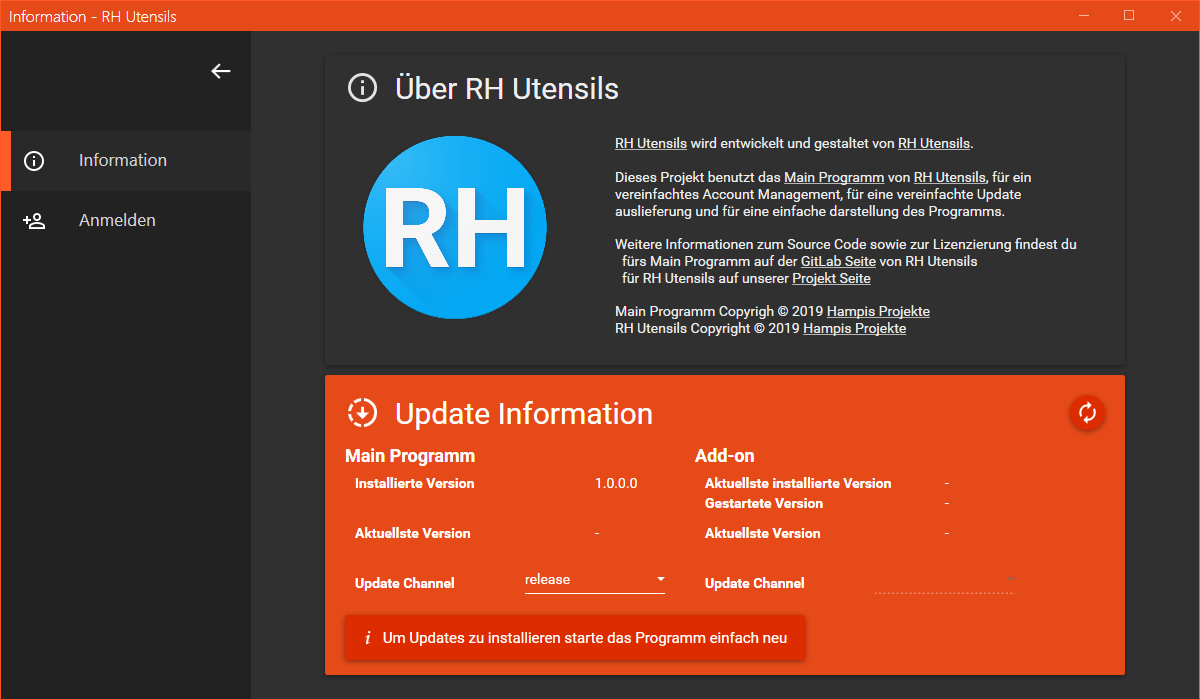 Information - RH Utensils
Information
Anmelden
Über RH Utensils
RH
RH Utensils wird entwickelt und gestaltet von RH Utensils.
Dieses Projekt benutzt das Main Programm von RH Utensils, für ein
vereinfachtes Account Management, für eine vereinfachte Update
auslieferung und für eine einfache darstellung des Programms.
Weitere Informationen zum Source Code sowie zur Lizenzierung findest du
fürs Main Programm auf der GitLab Seite von RH Utensils
für RH Utensils auf unserer Projekt Seite
Main Programm Copyrigh © 2019 Hampis Projekte
RH Utensils Copyright © 2019 Hampis Projekte
Update Information
Main Programm
Installierte Version 1.0.0.0
Aktuellste Version -
Update Channel release
Add-on
Aktuellste installierte Version -
Gestartete Version -
Aktuellste Version -
Update Channel
i Um Updates zu installieren starte das Programm einfach neu